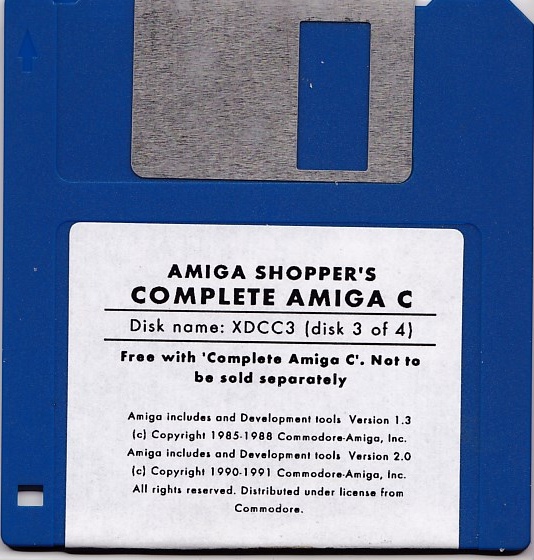 AMIGA SHOPPER'S
COMPLETE AMIGA C
Disk name: XDCC3 (disk 3 of 4)
Free with 'Complete Amiga C'. Not to
be sold separately
Amiga includes and Development tools Version 1.3
(c) Copyright 1985-1988 Commodore-Amiga, Inc.
Amiga includes and Development tools Version 2.0
(c) Copyright 1990-1991 Commodore-Amiga, Inc.
All rights reserved. Distributed under license from
Commodore.